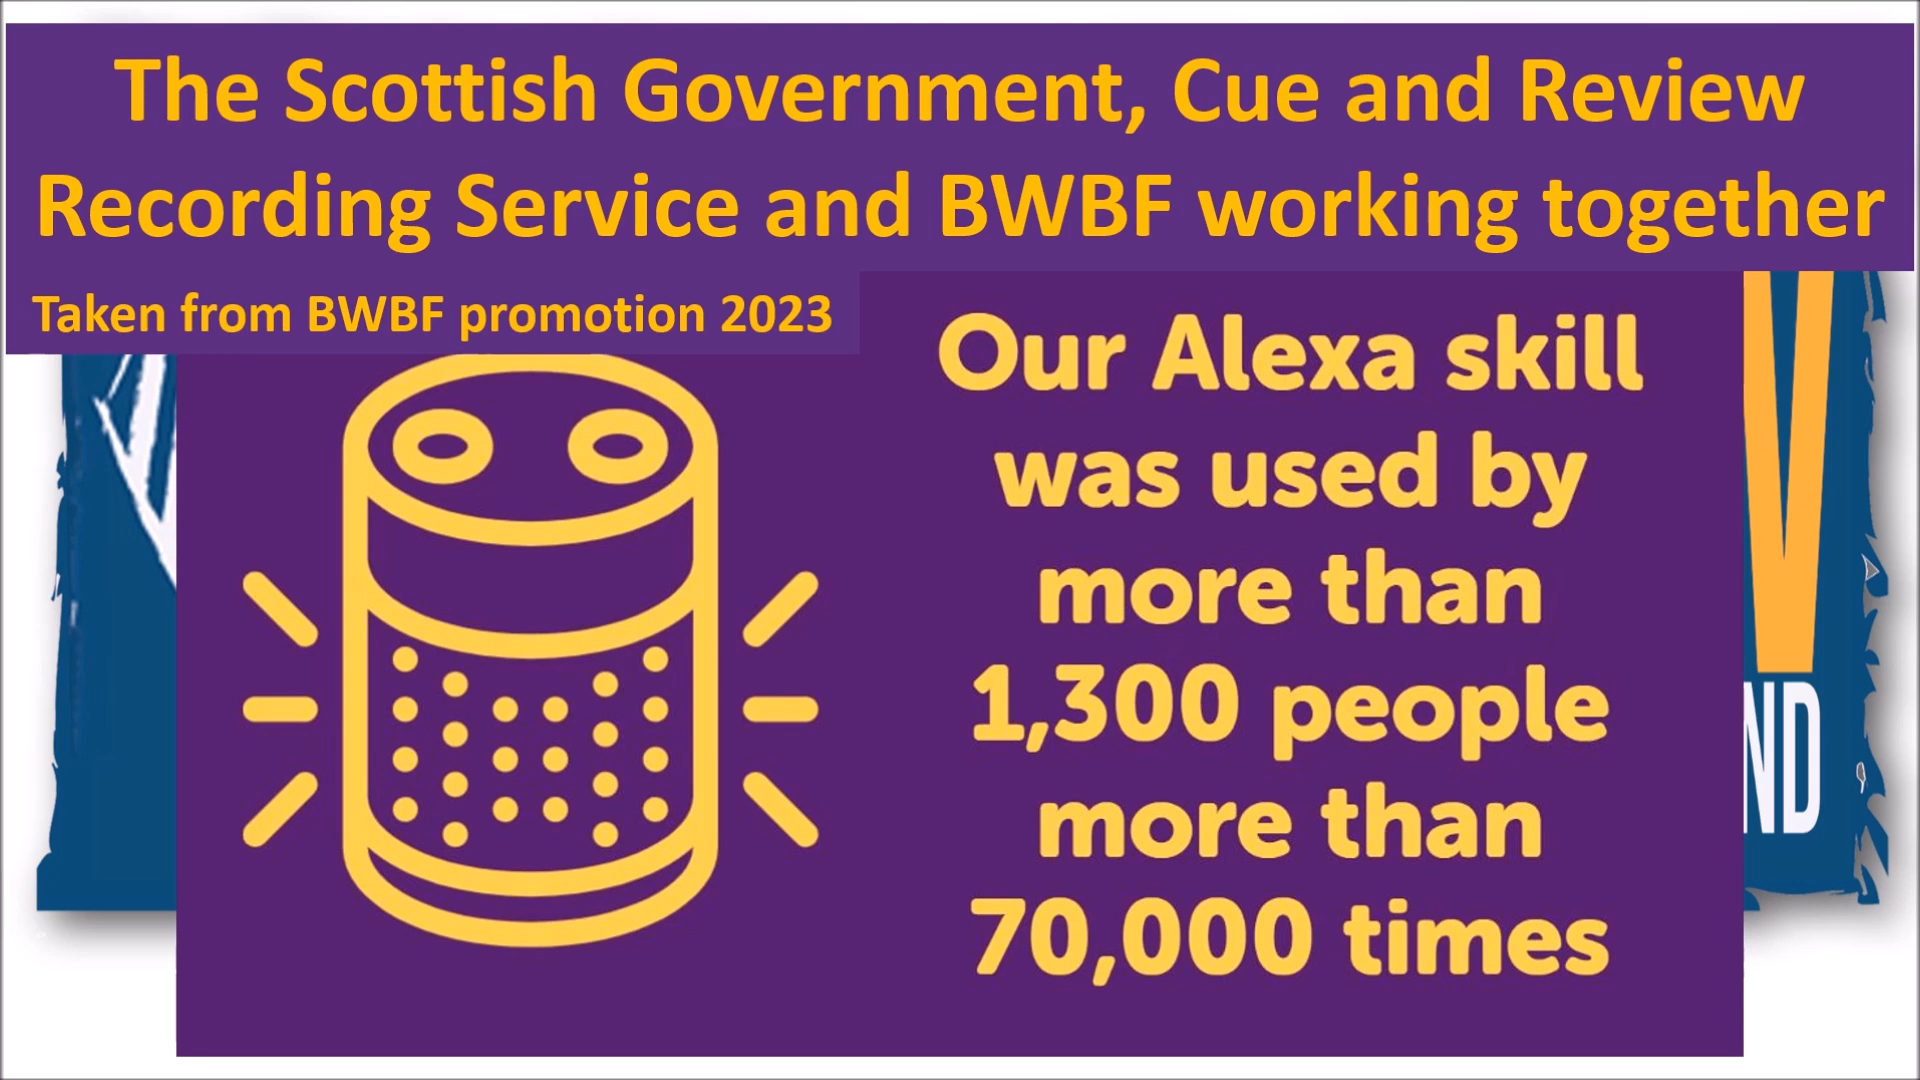 The Scottish Government, Cue and Review
Recording Service and BWBF working together
Taken from BWBF promotion 2023
Our Alexa skill
was used by
more than
1,300 people
more than
70,000 times
V
ND